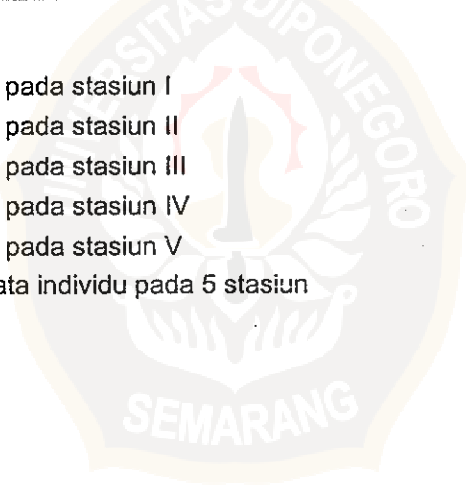 pada stasiun I
pada stasiun II
pada stasiun III
pada stasiun IV
pada stasiun V
ata individu pada 5 stasiun
UNIVERSITAS DIPONEGORO
SEMARANG